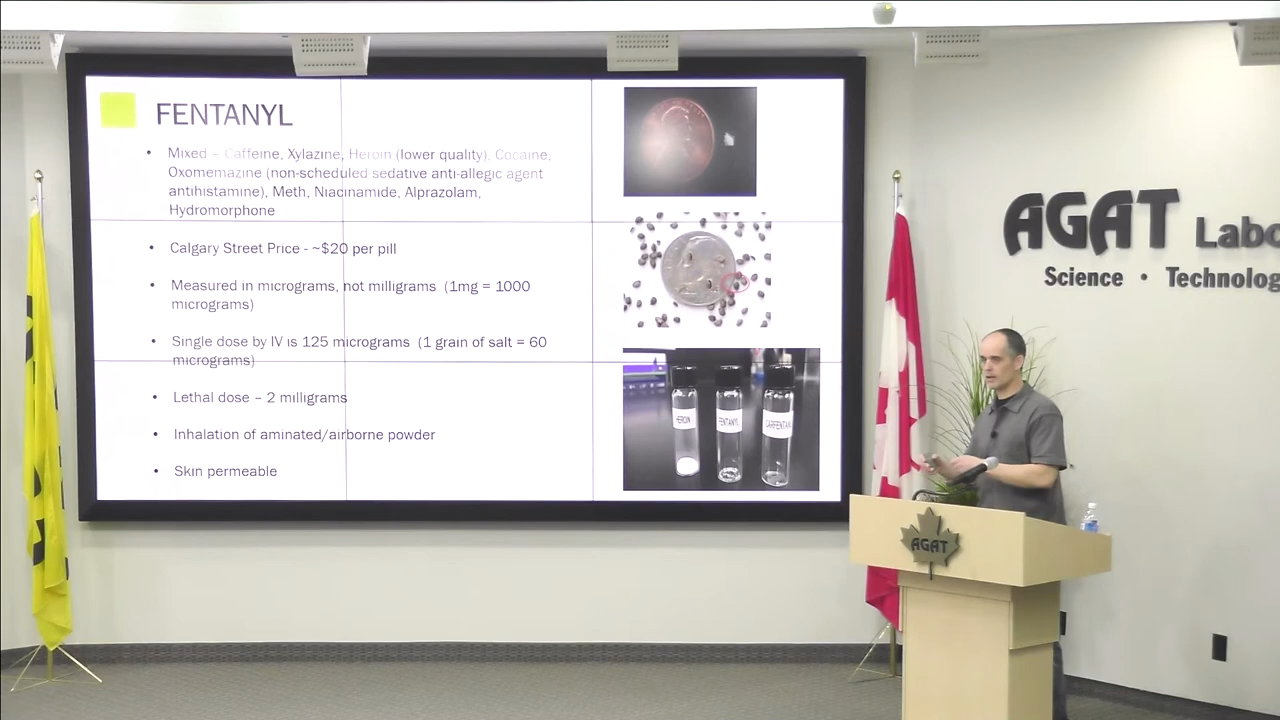 FENTANYL
• Mixed – Caffeine, Xylazine, Heroin (lower quality), Cocaine,
Oxomemazine (non-scheduled sedative anti-allegic agent
antihistamine), Meth, Niacinamide, Alprazolam,
Hydromorphone
• Calgary Street Price - ~$20 per pill
• Measured in micrograms, not milligrams (1mg = 1000
micrograms)
• Single dose by IV is 125 micrograms (1 grain of salt = 60
micrograms)
• Lethal dose – 2 milligrams
• Inhalation of aminated/airborne powder
• Skin permeable
HEROIN
FENTANYL
CARFENTAN
AGAT Labo
Science • Technolog
AGAT